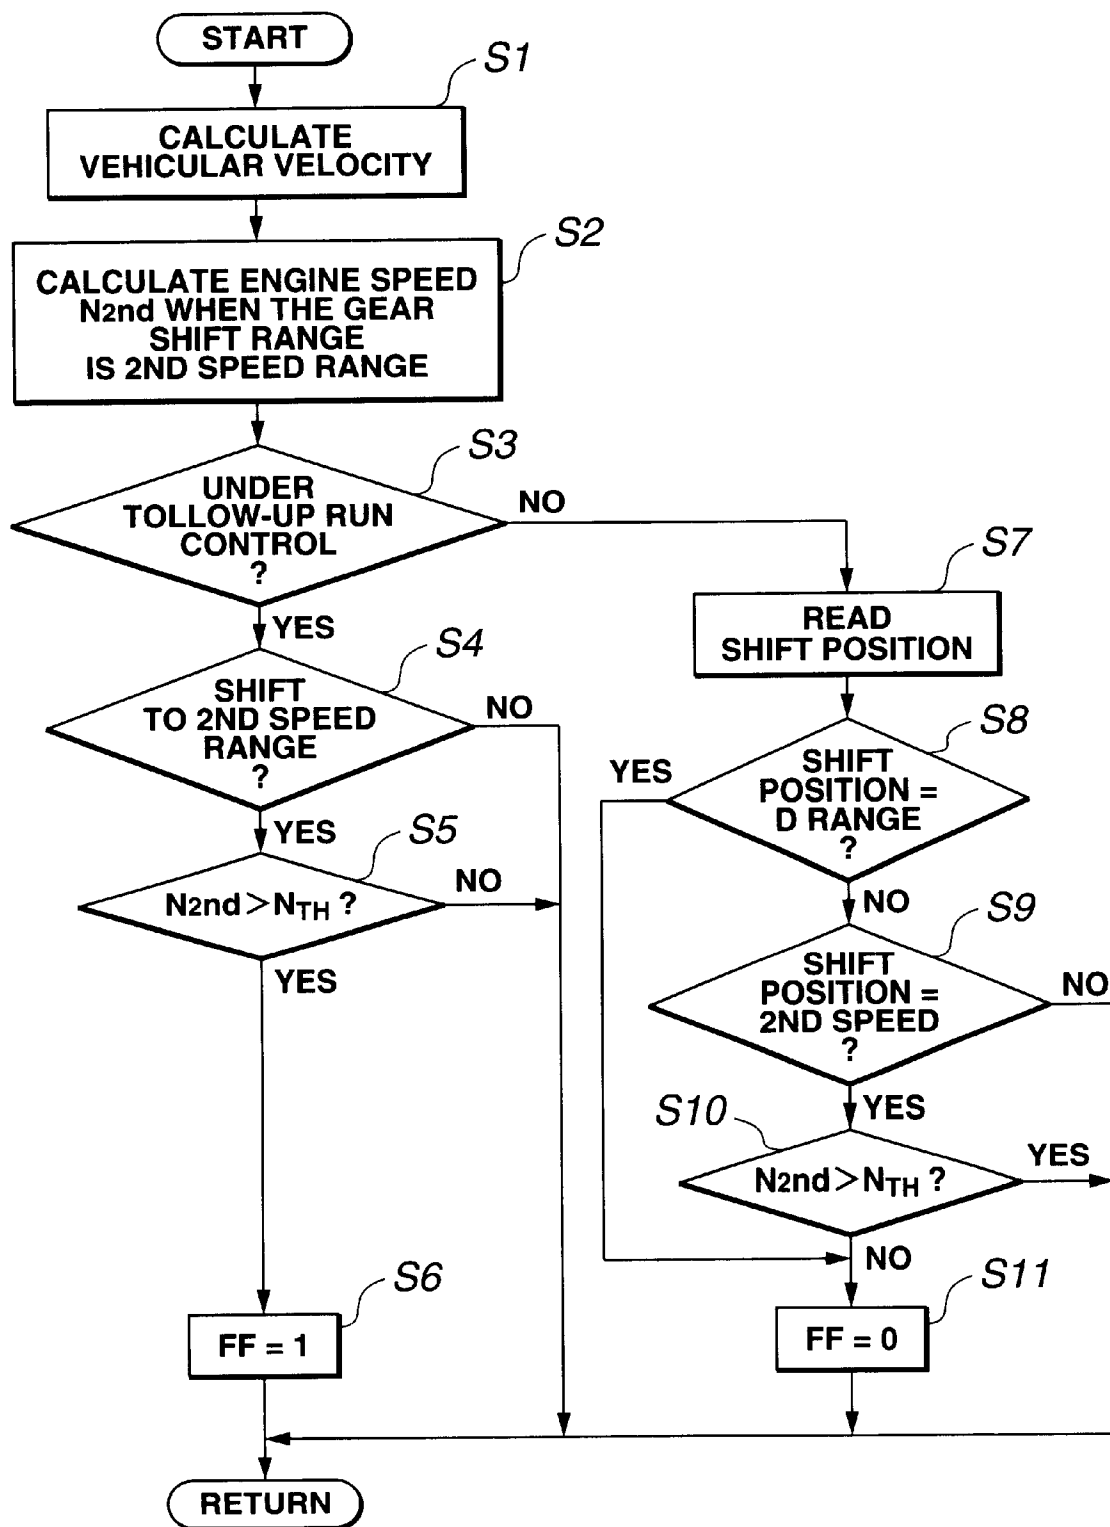 START
S1
CALCULATE
VEHICULAR VELOCITY
S2
CALCULATE ENGINE SPEED
N2nd WHEN THE GEAR
SHIFT RANGE
IS 2ND SPEED RANGE
S3
UNDER
TOLLOW-UP RUN
CONTROL
?
NO
YES
S4
SHIFT
TO 2ND SPEED
RANGE
?
NO
YES
S5
N2nd > NTH ?
NO
YES
S6
FF = 1
S7
READ
SHIFT POSITION
S8
SHIFT
POSITION =
D RANGE
?
YES
NO
S9
SHIFT
POSITION =
2ND SPEED
?
NO
YES
S10
N2nd > NTH ?
YES
NO
S11
FF = 0
RETURN